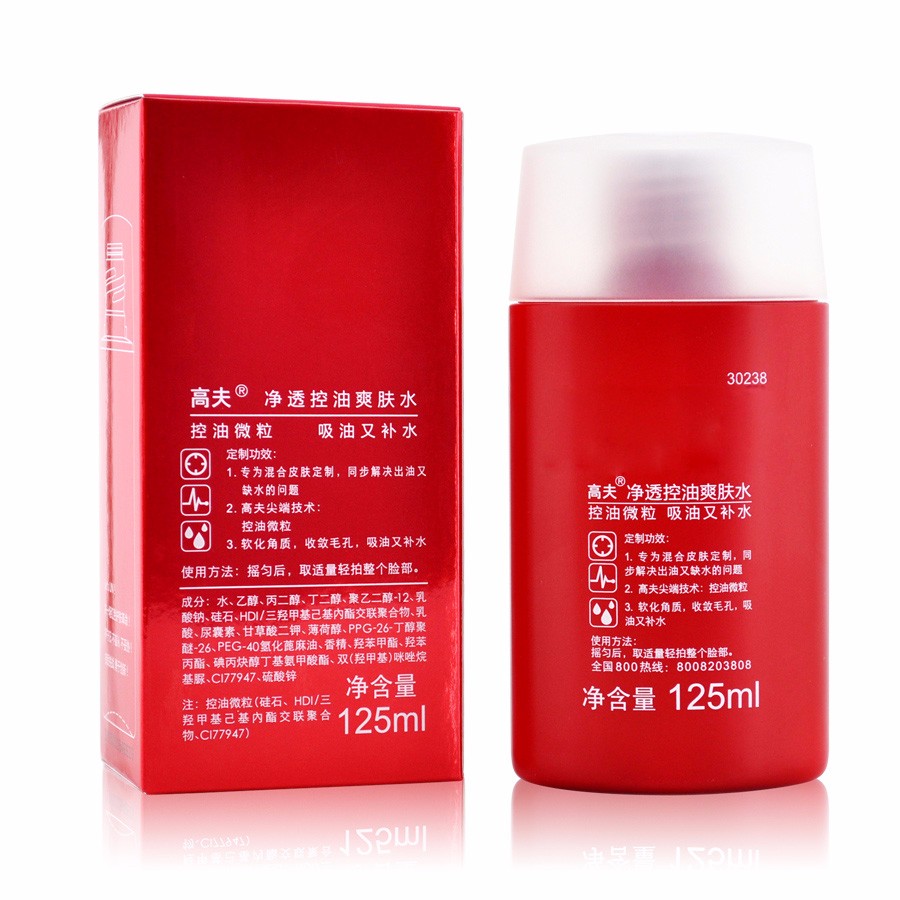 高夫® 净透控油爽肤水
控油微粒 吸油又补水
定制功效：
1. 专为混合皮肤定制，同步解决出油又
缺水的问题
2. 高夫尖端技术：
控油微粒
3. 软化角质，收敛毛孔，吸油又补水
使用方法：摇匀后，取适量轻拍整个脸部。
成分：水、乙醇、丙二醇、丁二醇、聚乙二醇-12、乳
酸钠、硅石、HDI/三羟甲基己基内酯交联聚合物、乳
酸、尿囊素、甘草酸二钾、薄荷醇、PPG-26-丁醇聚
醚-26、PEG-40氢化蓖麻油、香精、羟苯甲酯、羟苯
丙酯、碘丙炔醇丁基氨甲酸酯、双(羟甲基)咪唑烷
基脲、CI77947、硫酸锌
注：控油微粒(硅石、HDI/三
羟甲基己基内酯交联聚合
物、CI77947)
净含量
125ml
30238
高夫® 净透控油爽肤水
控油微粒 吸油又补水
定制功效：
1. 专为混合皮肤定制，同
步解决出油又缺水的问题
2. 高夫尖端技术：控油微粒
3. 软化角质，收敛毛孔，吸
油又补水
使用方法：
摇匀后，取适量轻拍整个脸部。
全国800热线：8008203808
净含量 125ml